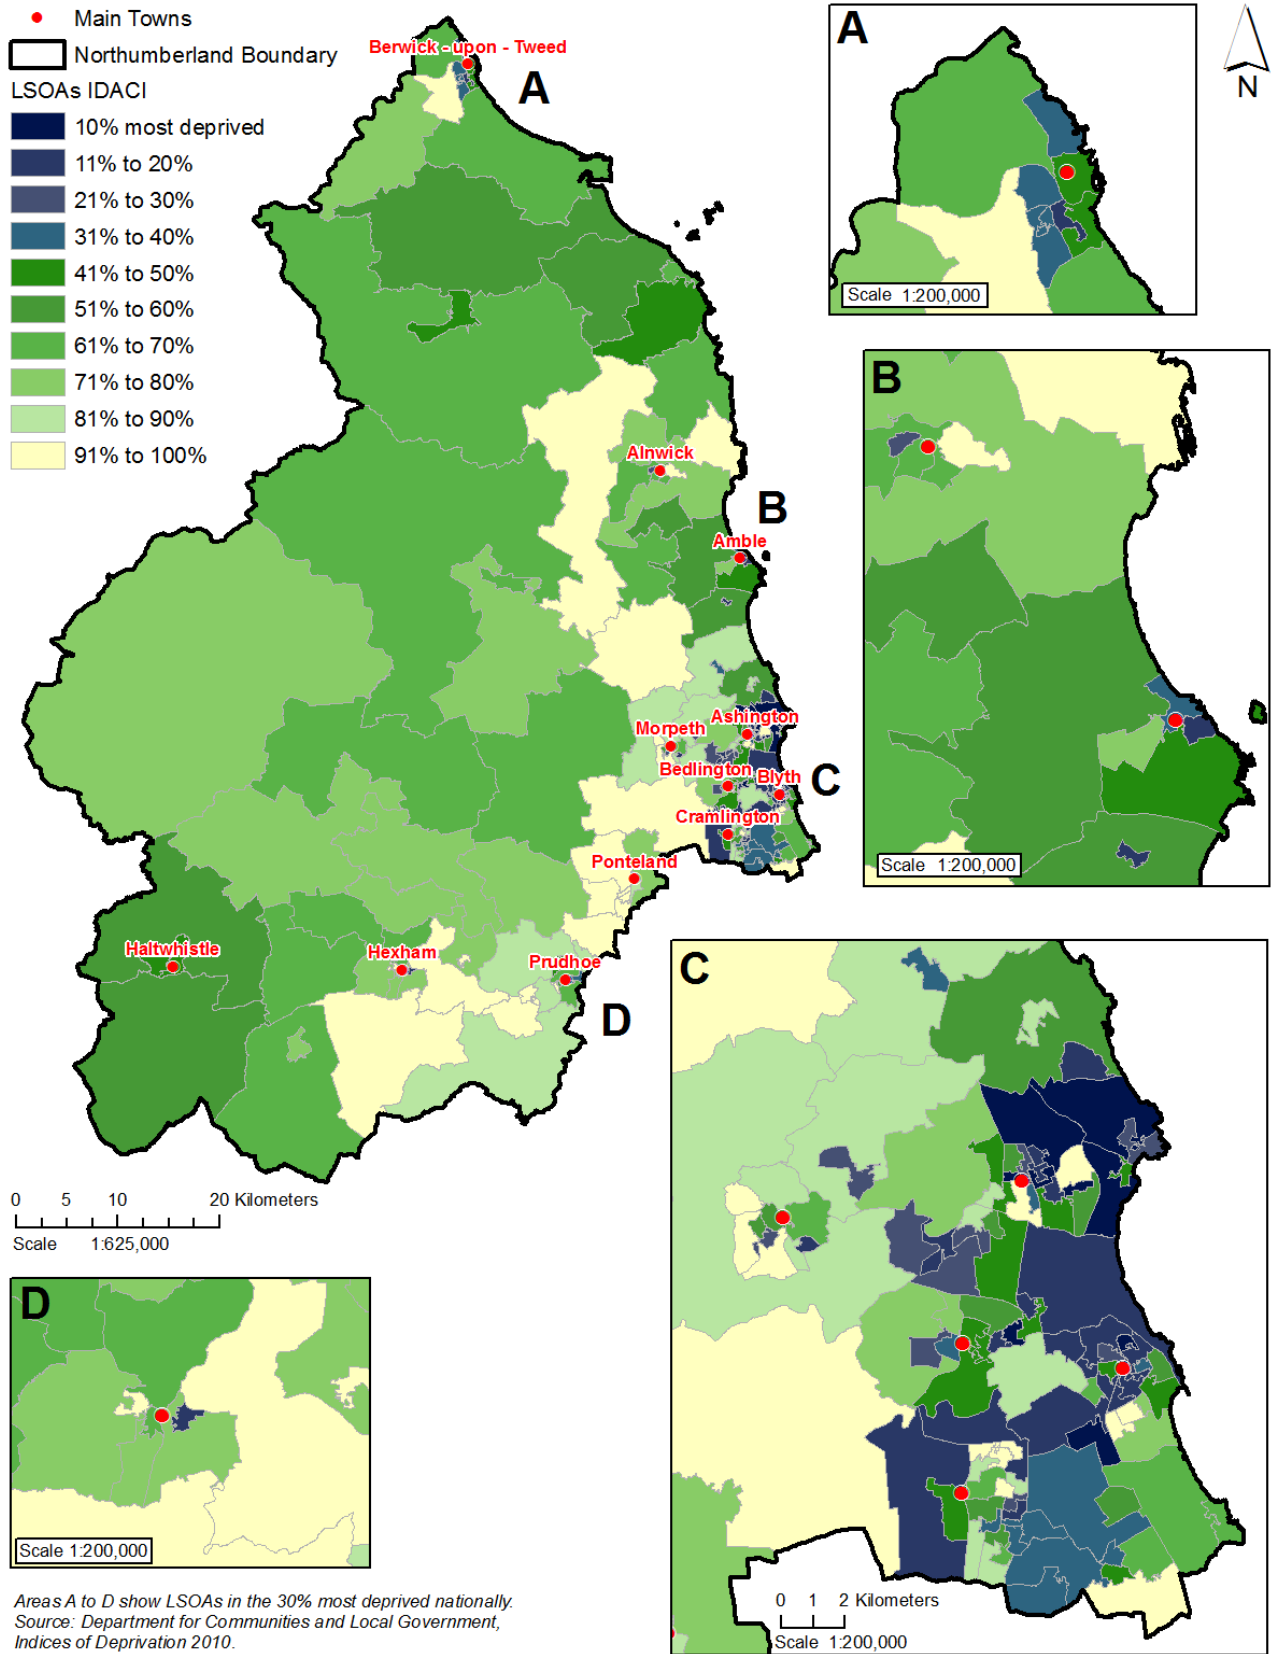 Main Towns
Northumberland Boundary
LSOAs IDACI
10% most deprived
11% to 20%
21% to 30%
31% to 40%
41% to 50%
51% to 60%
61% to 70%
71% to 80%
81% to 90%
91% to 100%
Berwick - upon - Tweed
A
Alnwick
B
Amble
Ashington
Morpeth
Bedlington
Blyth
C
Cramlington
Ponteland
Haltwhistle
Hexham
Prudhoe
D
0 5 10 20 Kilometers
Scale 1:625,000
A
Scale 1:200,000
N
B
Scale 1:200,000
C
0 1 2 Kilometers
Scale 1:200,000
D
Scale 1:200,000
Areas A to D show LSOAs in the 30% most deprived nationally.
Source: Department for Communities and Local Government,
Indices of Deprivation 2010.